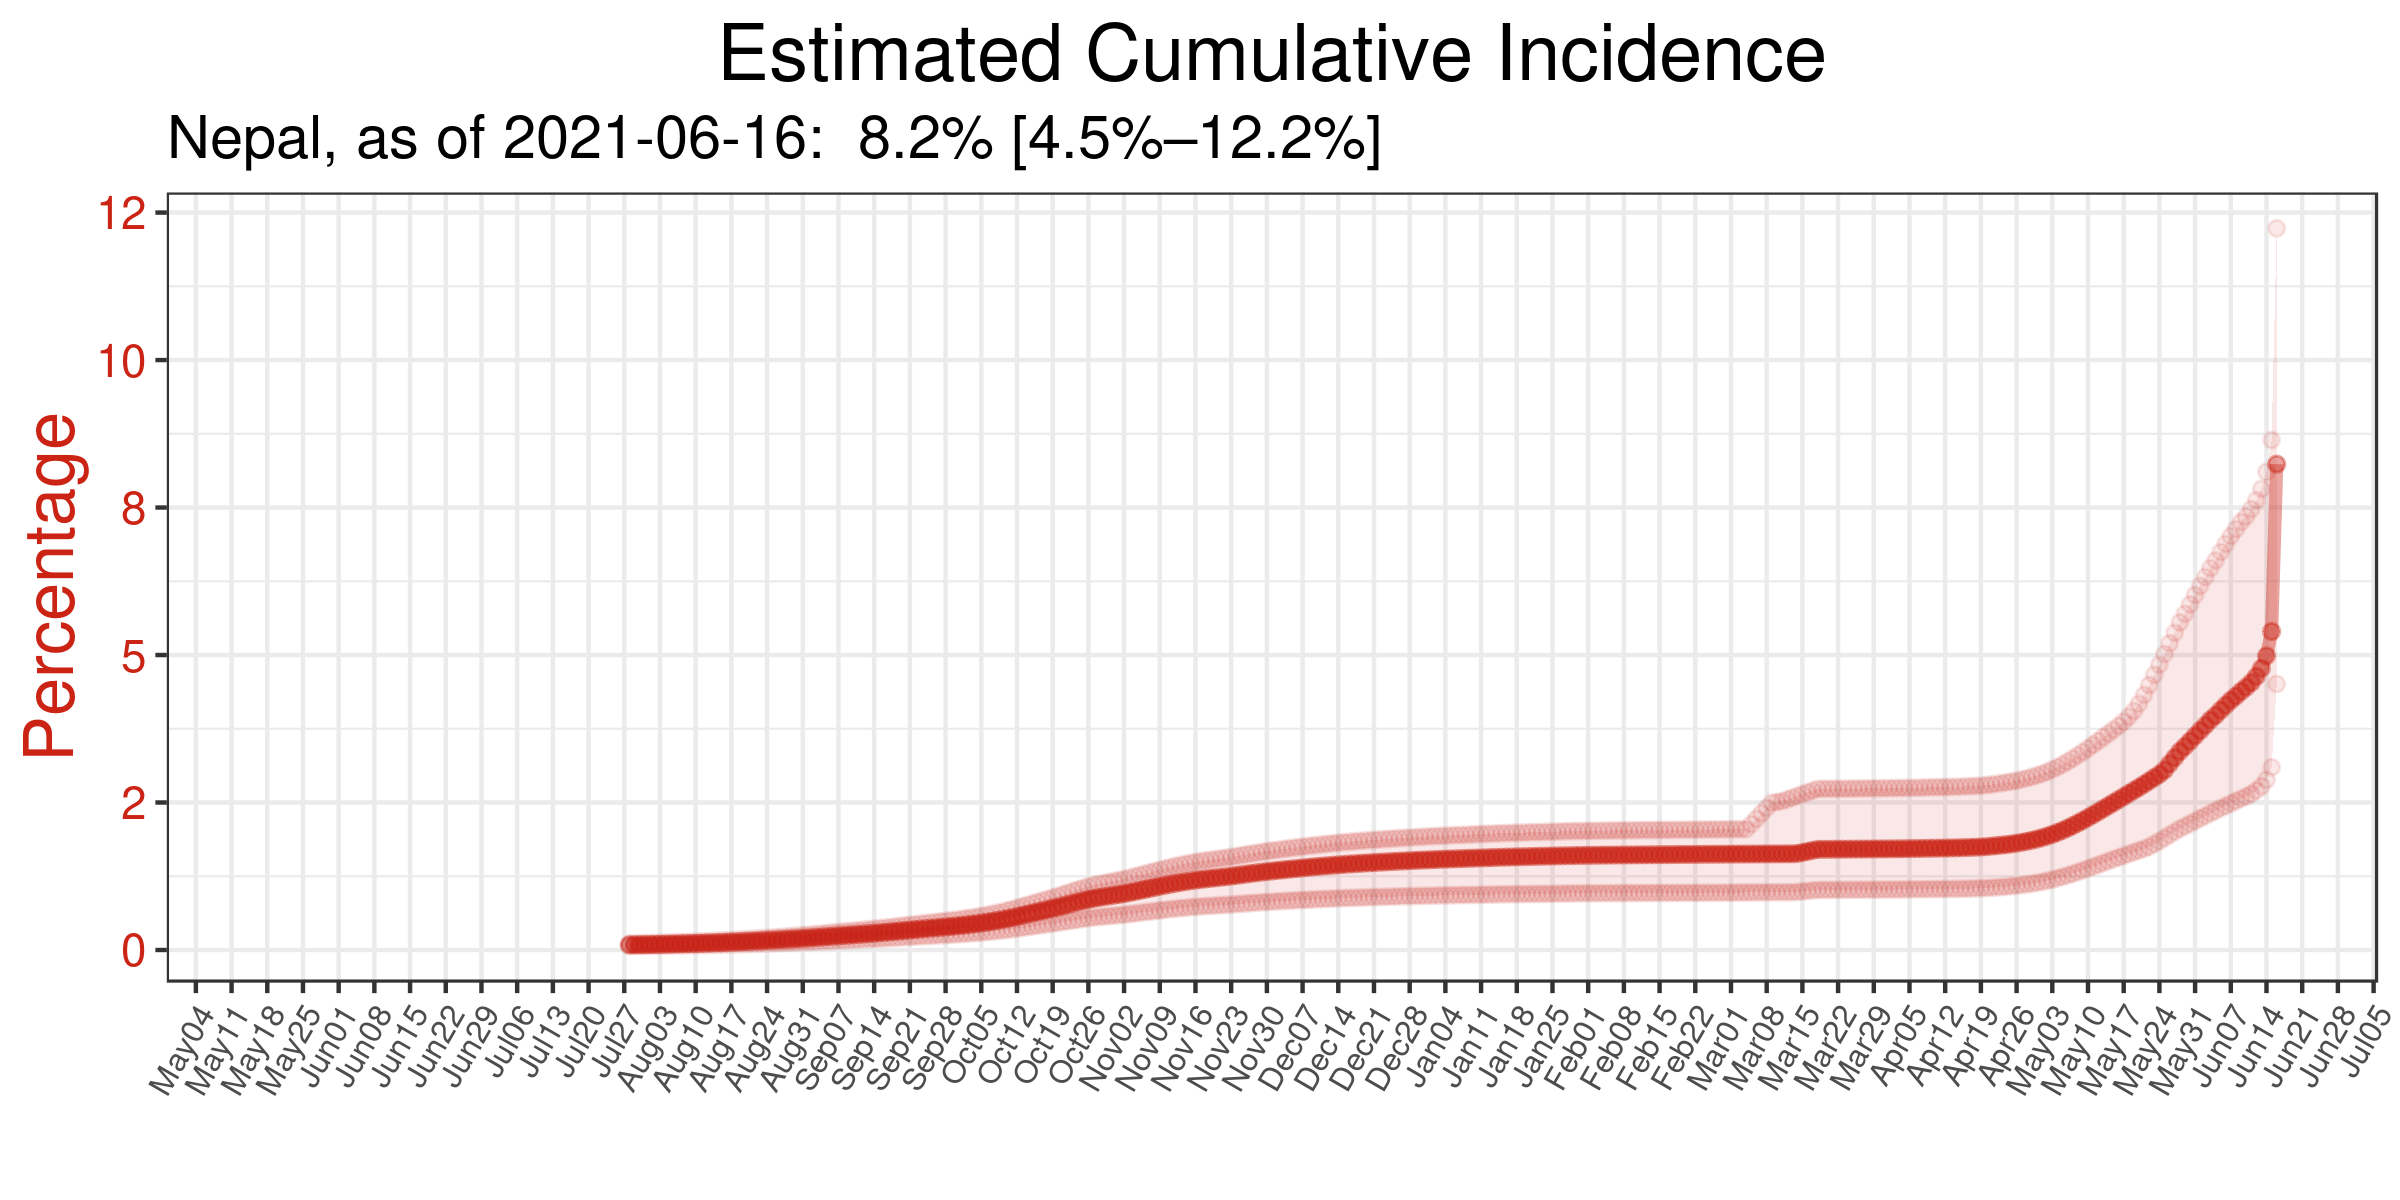 Estimated Cumulative Incidence
Nepal, as of 2021-06-16:  8.2% [4.5%–12.2%]
Percentage
12
10
8
5
2
0
May04
May11
May18
May25
Jun01
Jun08
Jun15
Jun22
Jun29
Jul06
Jul13
Jul20
Jul27
Aug03
Aug10
Aug17
Aug24
Aug31
Sep07
Sep14
Sep21
Sep28
Oct05
Oct12
Oct19
Oct26
Nov02
Nov09
Nov16
Nov23
Nov30
Dec07
Dec14
Dec21
Dec28
Jan04
Jan11
Jan18
Jan25
Feb01
Feb08
Feb15
Feb22
Mar01
Mar08
Mar15
Mar22
Mar29
Apr05
Apr12
Apr19
Apr26
May03
May10
May17
May24
May31
Jun07
Jun14
Jun21
Jun28
Jul05